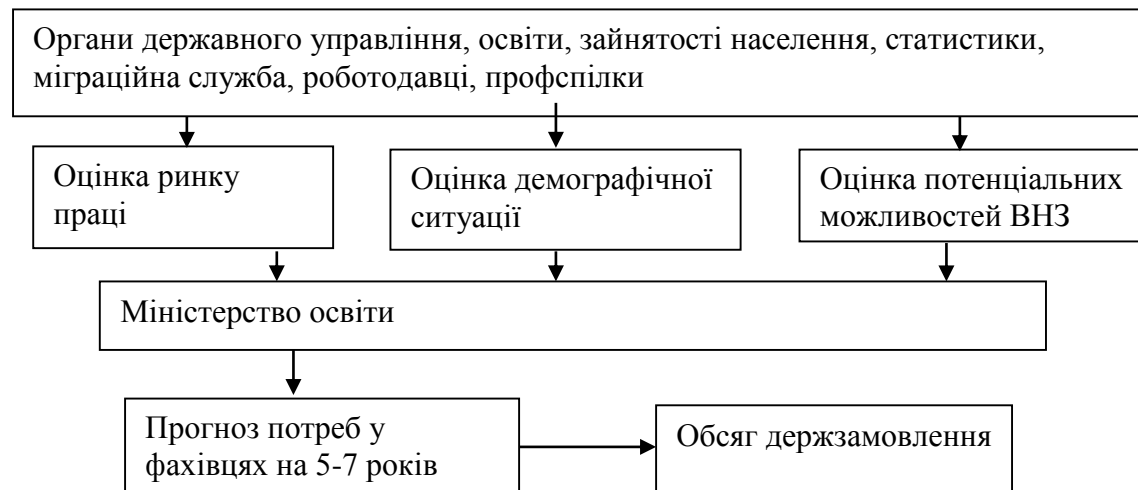 Органи державного управління, освіти, зайнятості населення, статистики,
міграційна служба, роботодавці, профспілки
Оцінка ринку
праці
Оцінка демографічної
ситуації
Оцінка потенціальних
можливостей ВНЗ
Міністерство освіти
Прогноз потреб у
фахівцях на 5-7 років
Обсяг держзамовлення